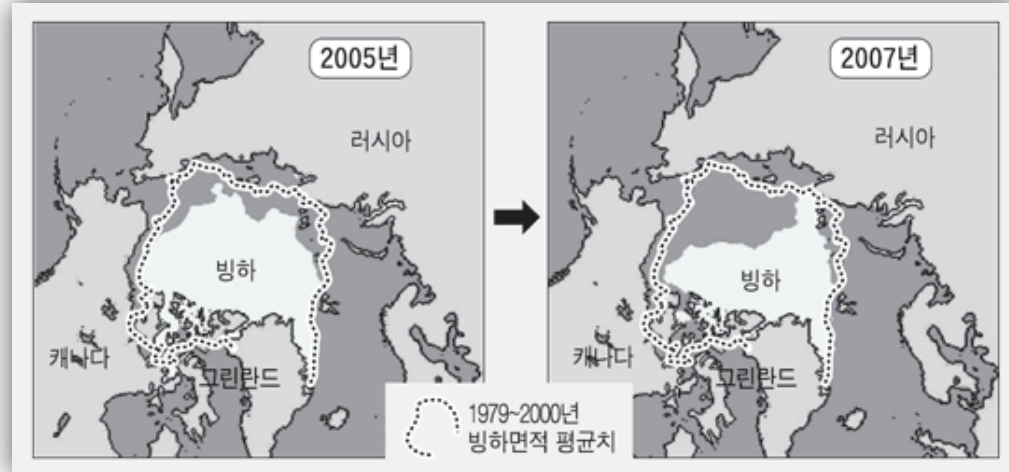 2005년
러시아
빙하
캐나다
그린란드
2007년
러시아
빙하
캐나다
그린란드
1979~2000년
빙하면적 평균치